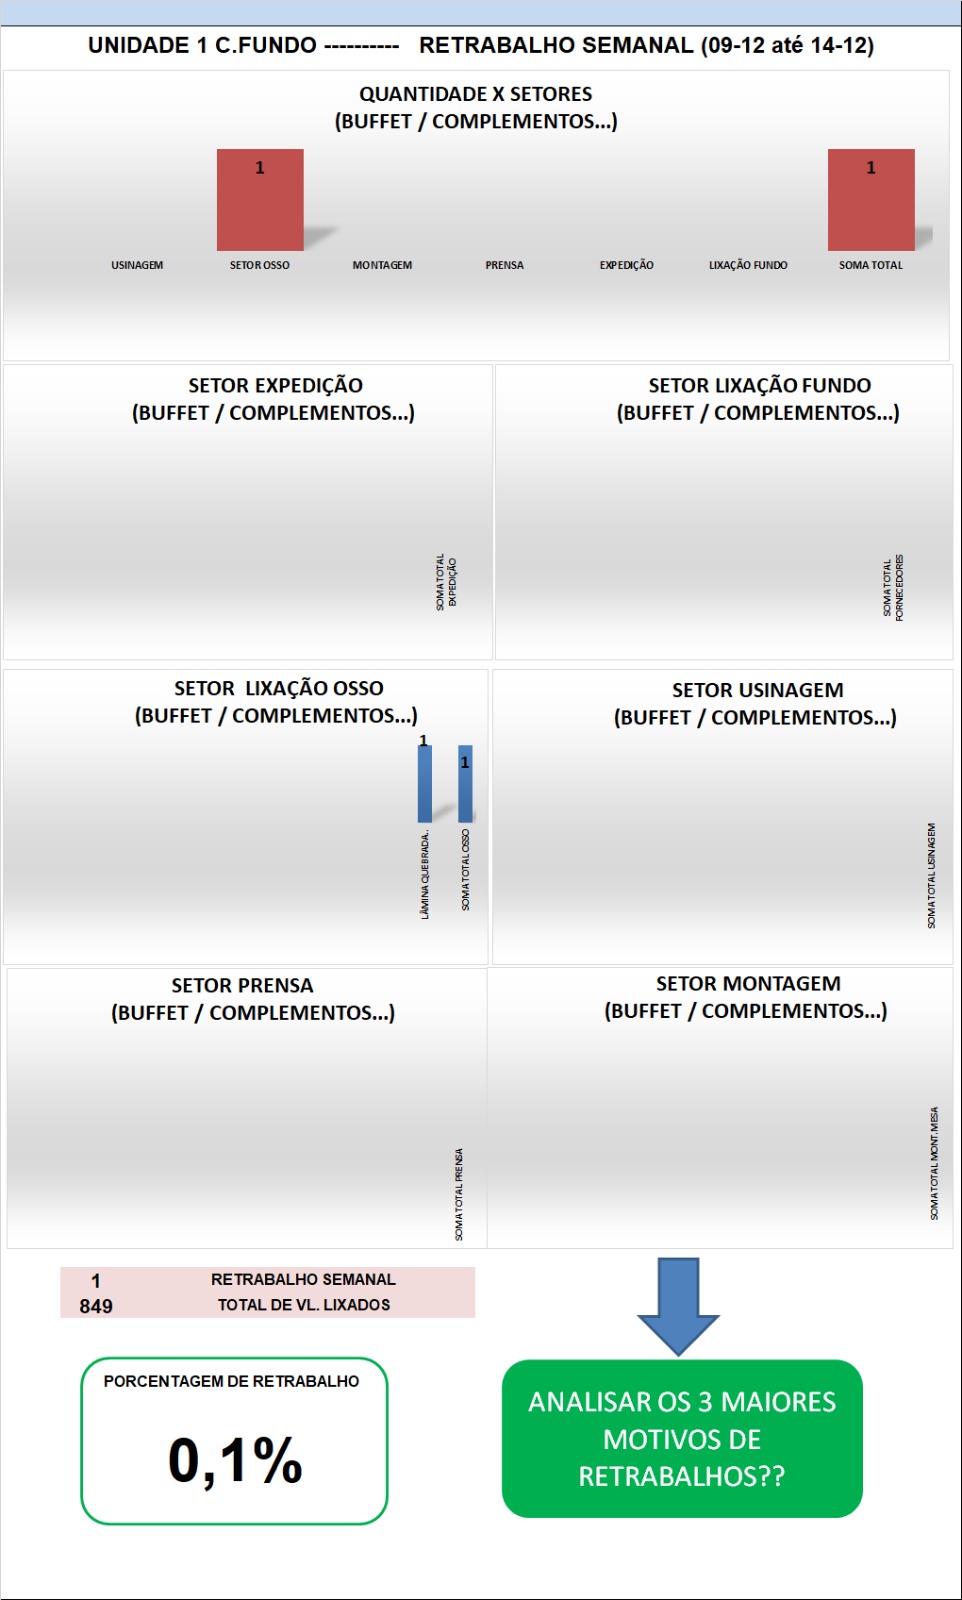 UNIDADE 1 C.FUNDO ---------- RETRABALHO SEMANAL (09-12 até 14-12)
QUANTIDADE X SETORES
(BUFFET / COMPLEMENTOS...)
1
1
USINAGEM
SETOR OSSO
MONTAGEM
PRENSA
EXPEDIÇÃO
LIXAÇÃO FUNDO
SOMA TOTAL
SETOR EXPEDIÇÃO
(BUFFET / COMPLEMENTOS...)
SOMA TOTAL
EXPEDIÇÃO
SETOR LIXAÇÃO FUNDO
(BUFFET / COMPLEMENTOS...)
SOMA TOTAL
FORNECEDORES
SETOR LIXAÇÃO OSSO
(BUFFET / COMPLEMENTOS...)
1
1
LÂMINA QUEBRADA..
SOMA TOTAL OSSO
SETOR USINAGEM
(BUFFET / COMPLEMENTOS...)
SOMA TOTAL USINAGEM
SETOR PRENSA
(BUFFET / COMPLEMENTOS...)
SOMA TOTAL PRENSA
SETOR MONTAGEM
(BUFFET / COMPLEMENTOS...)
SOMA TOTAL MONT.MESA
1 RETRABALHO SEMANAL
849 TOTAL DE VL. LIXADOS
PORCENTAGEM DE RETRABALHO
0,1%
ANALISAR OS 3 MAIORES
MOTIVOS DE
RETRABALHOS??